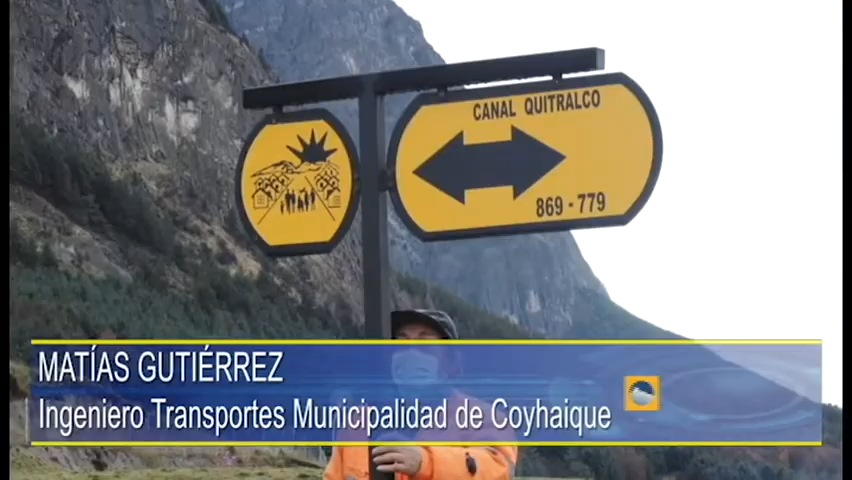 CANAL QUITRALCO
869 - 779
MATÍAS GUTIÉRREZ
Ingeniero Transportes Municipalidad de Coyhaique